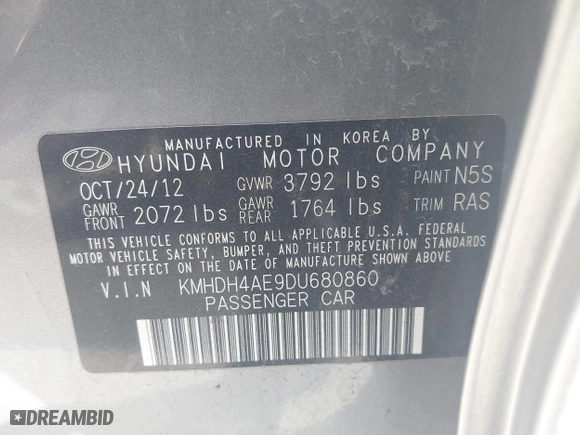 MANUFACTURED IN KOREA BY
HYUNDAI MOTOR COMPANY
OCT/24/12 GVWR 3792 lbs PAINT N5S
GAWR FRONT 2072 lbs GAWR REAR 1764 lbs TRIM RAS
THIS VEHICLE CONFORMS TO ALL APPLICABLE U.S.A. FEDERAL
MOTOR VEHICLE SAFETY, BUMPER, AND THEFT PREVENTION STANDARDS
IN EFFECT ON THE DATE OF MANUFACTURE SHOWN ABOVE.
V.I.N KMHDH4AE9DU680860
PASSENGER CAR
DREAMBID